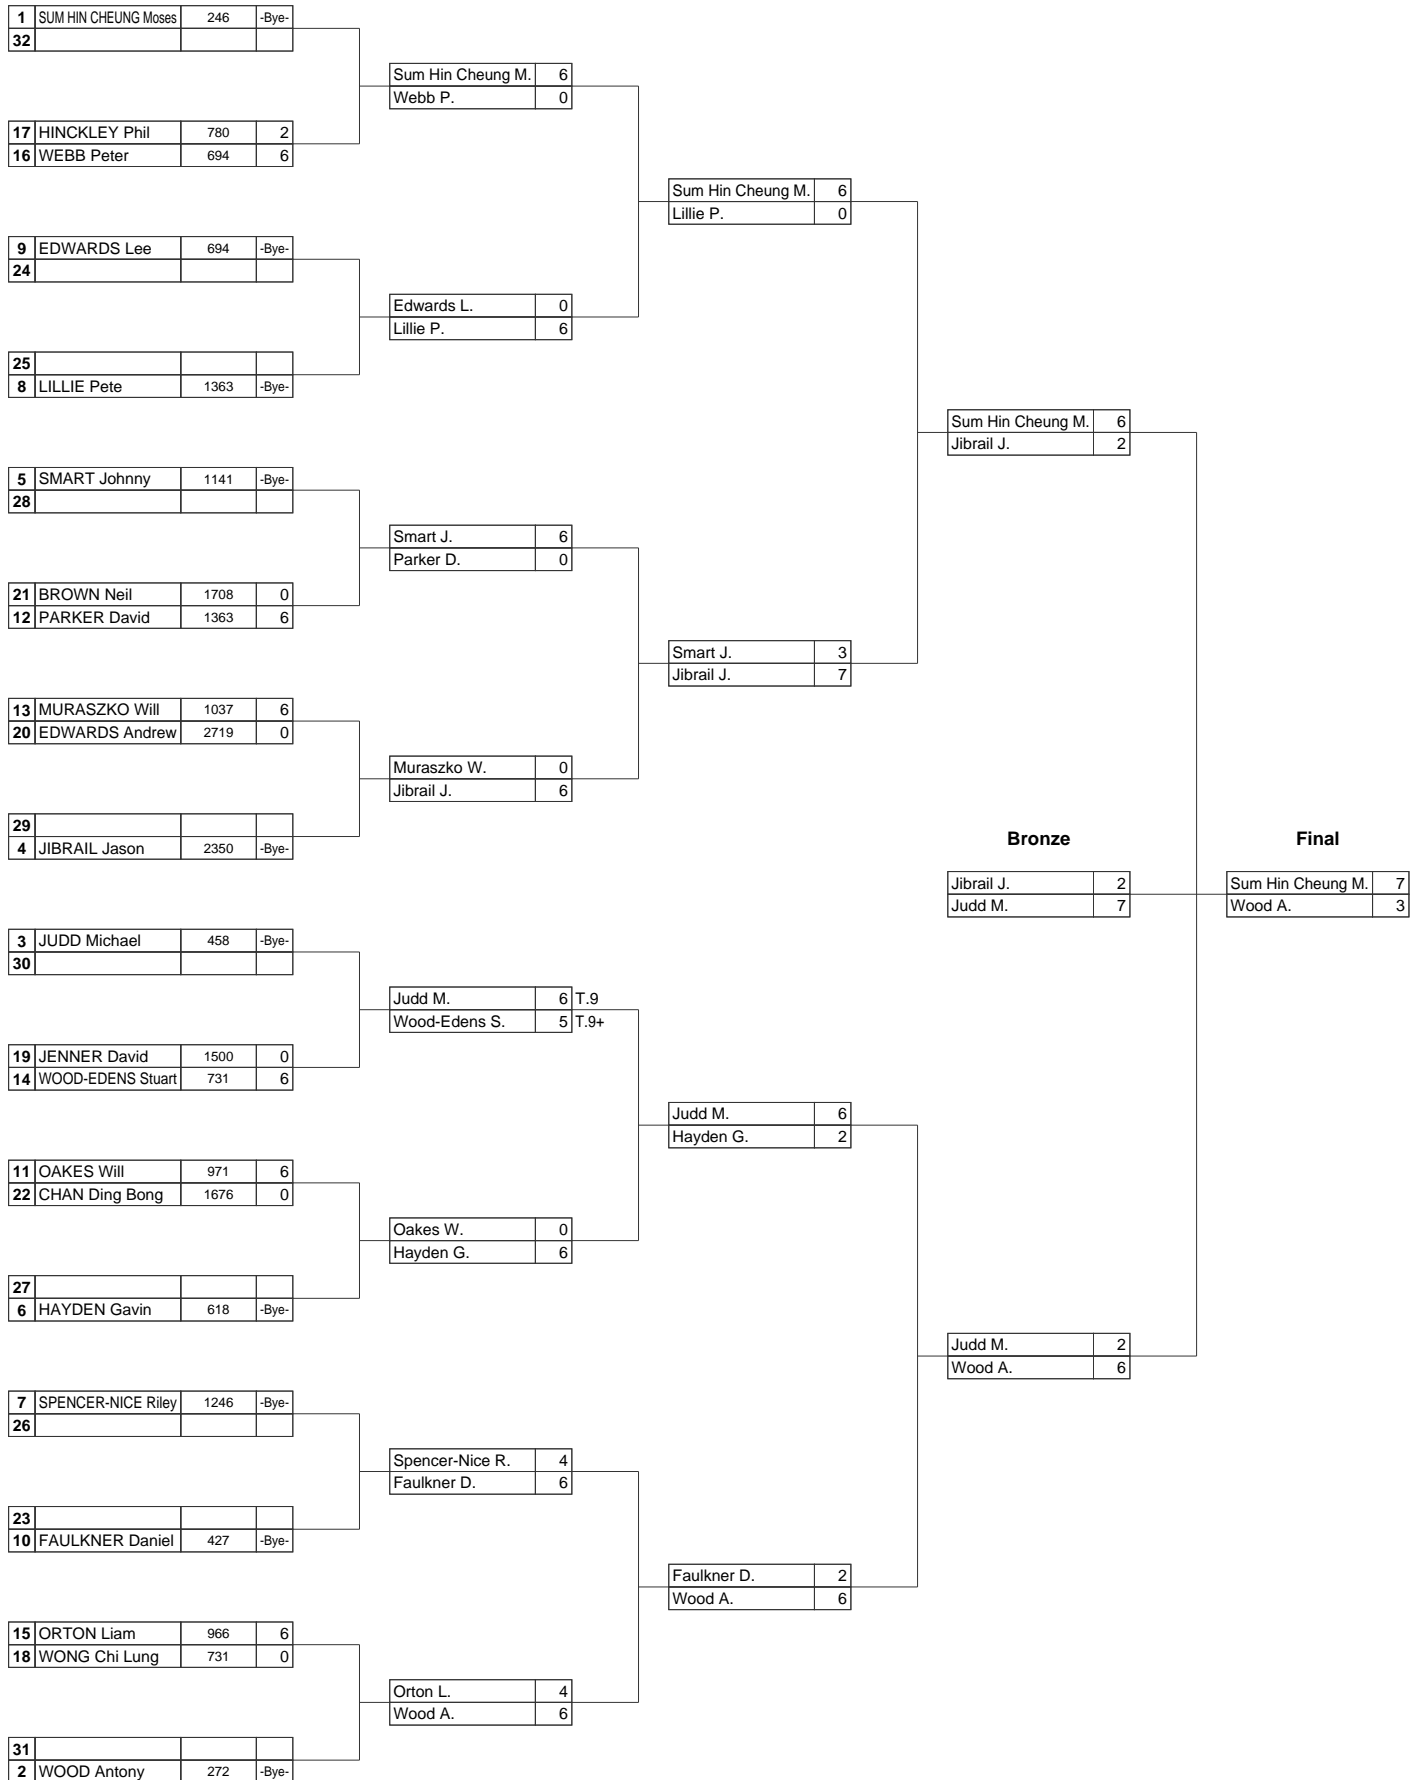 1 SUM HIN CHEUNG Moses 246 -Bye-
32
Sum Hin Cheung M. 6
Webb P. 0
17 HINCKLEY Phil 780 2
16 WEBB Peter 694 6
Sum Hin Cheung M. 6
Lillie P. 0
9 EDWARDS Lee 694 -Bye-
24
Edwards L. 0
Lillie P. 6
25
8 LILLIE Pete 1363 -Bye-
Sum Hin Cheung M. 6
Jibrail J. 2
5 SMART Johnny 1141 -Bye-
28
Smart J. 6
Parker D. 0
21 BROWN Neil 1708 0
12 PARKER David 1363 6
Smart J. 3
Jibrail J. 7
13 MURASZKO Will 1037 6
20 EDWARDS Andrew 2719 0
Muraszko W. 0
Jibrail J. 6
29
4 JIBRAIL Jason 2350 -Bye-
Bronze Final
Jibrail J. 2 Sum Hin Cheung M. 7
Judd M. 7 Wood A. 3
3 JUDD Michael 458 -Bye-
30
Judd M. 6 T.9
Wood-Edens S. 5 T.9+
19 JENNER David 1500 0
14 WOOD-EDENS Stuart 731 6
Judd M. 6
Hayden G. 2
11 OAKES Will 971 6
22 CHAN Ding Bong 1676 0
Oakes W. 0
Hayden G. 6
27
6 HAYDEN Gavin 618 -Bye-
Judd M. 2
Wood A. 6
7 SPENCER-NICE Riley 1246 -Bye-
26
Spencer-Nice R. 4
Faulkner D. 6
23
10 FAULKNER Daniel 427 -Bye-
Faulkner D. 2
Wood A. 6
15 ORTON Liam 966 6
18 WONG Chi Lung 731 0
Orton L. 4
Wood A. 6
31
2 WOOD Antony 272 -Bye-